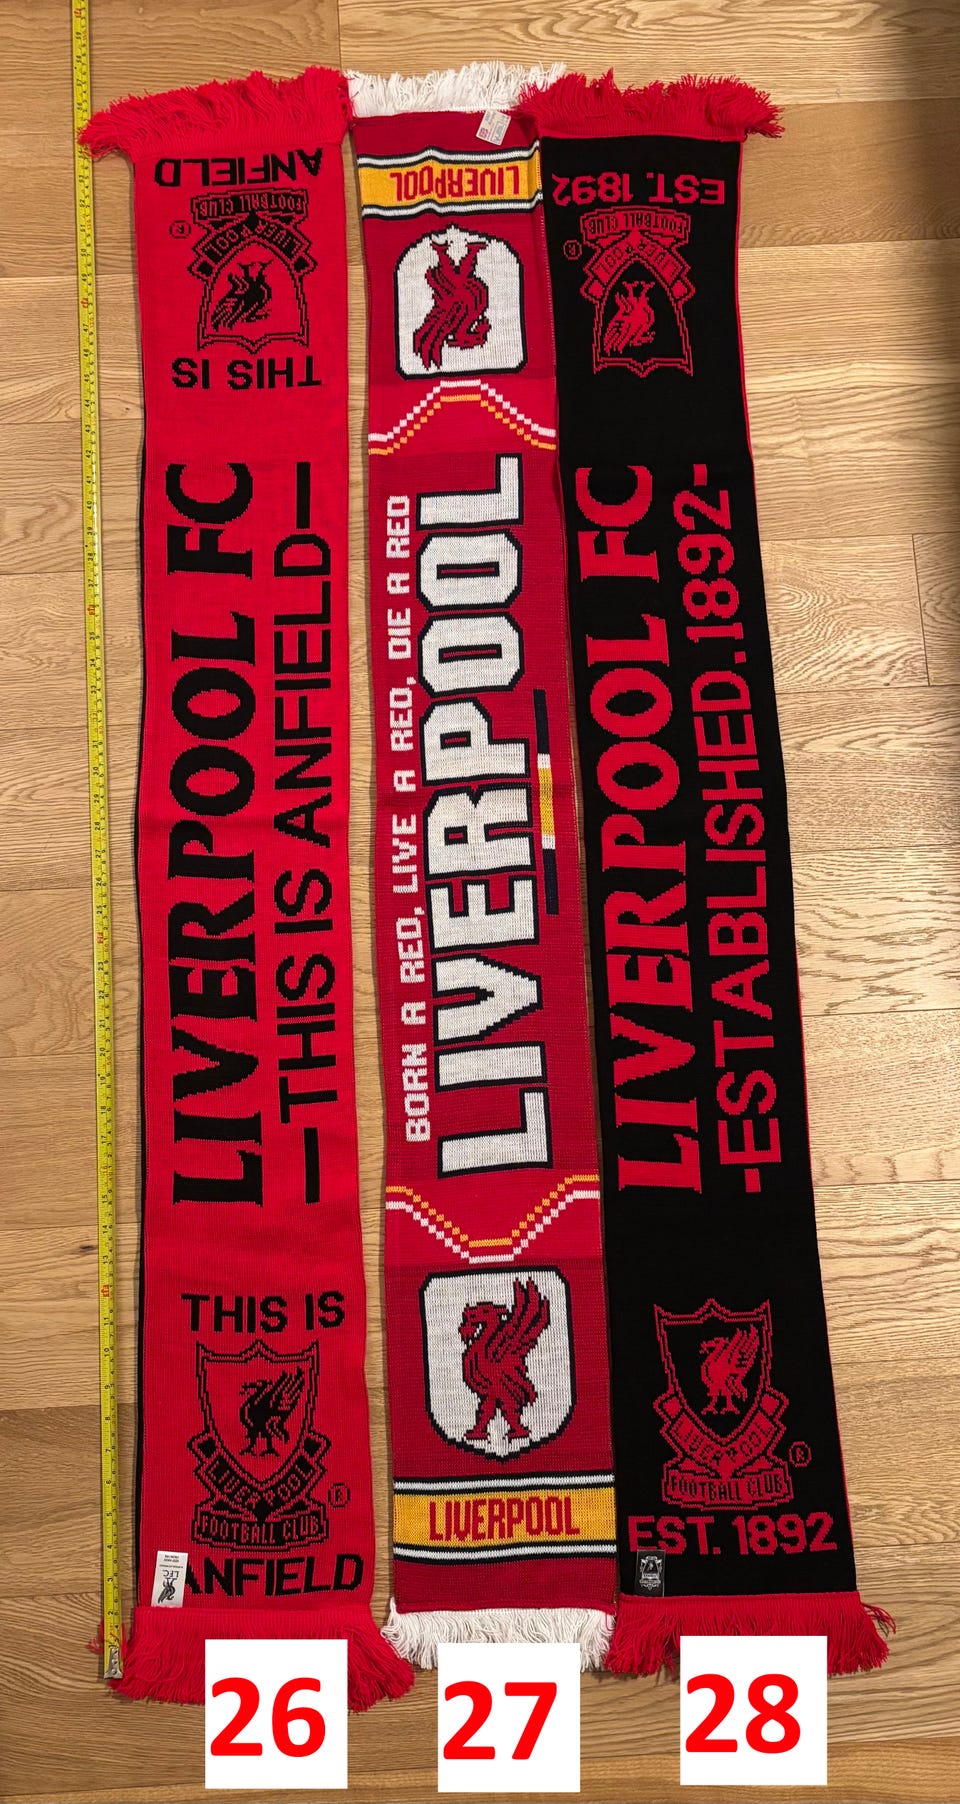 ANFIELD
FOOTBALL CLUB
LIVERPOOL
®
THIS IS
LIVERPOOL FC
—THIS IS ANFIELD—
THIS IS
LIVERPOOL
®
FOOTBALL CLUB
ANFIELD
LIVERPOOL
BORN A RED, LIVE A RED, DIE A RED
LIVERPOOL
LIVERPOOL
EST. 1892
FOOTBALL CLUB
LIVERPOOL
®
LIVERPOOL FC
-ESTABLISHED.1892-
LIVERPOOL
®
FOOTBALL CLUB
EST. 1892
L.F.C.
26
27
28